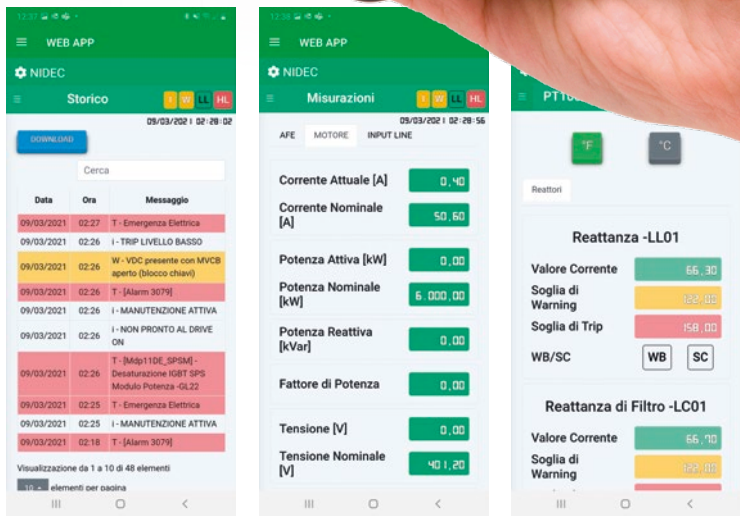 12:37
WEB APP
NIDEC
Storico
I W LL HL
09/03/2021 02:28:02
DOWNLOAD
Cerca
Data Ora Messaggio
09/03/2021 02:27 T - Emergenza Elettrica
09/03/2021 02:26 i - TRIP LIVELLO BASSO
09/03/2021 02:26 W - VDC presente con MVCB
aperto (blocco chiavi)
09/03/2021 02:26 T - [Alarm 3079]
09/03/2021 02:26 i - MANUTENZIONE ATTIVA
09/03/2021 02:26 i - NON PRONTO AL DRIVE
ON
09/03/2021 02:26 T - [Mdp11DE_SPSM] -
Desaturazione IGBT SPS
Modulo Potenza -GL22
09/03/2021 02:25 T - Emergenza Elettrica
09/03/2021 02:25 i - MANUTENZIONE ATTIVA
09/03/2021 02:18 T - [Alarm 3079]
Visualizzazione da 1 a 10 di 48 elementi
10 elementi per pagina
12:38
WEB APP
NIDEC
Misurazioni
I W LL HL
09/03/2021 02:28:56
AFE MOTORE INPUT LINE
Corrente Attuale [A] 0,40
Corrente Nominale
[A] 50,60
Potenza Attiva [kW] 0,00
Potenza Nominale
[kW] 6.000,00
Potenza Reattiva
[kVar] 0,00
Fattore di Potenza 0,00
Tensione [V] 0,00
Tensione Nominale
[V] 401,20
°F °C
Reattori
Reattanza -LL01
Valore Corrente 66,30
Soglia di
Warning 122,00
Soglia di Trip 158,00
WB/SC WB SC
Reattanza di Filtro -LC01
Valore Corrente 66,70
Soglia di
Warning 122,00